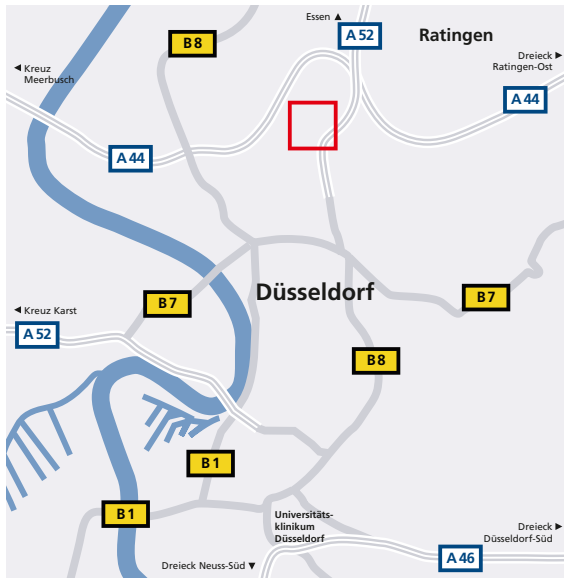 Essen ▲
A 52
Ratingen
B 8
◄ Kreuz
Meerbusch
Dreieck ►
Ratingen-Ost
A 44
A 44
B 7
Düsseldorf
B 7
◄ Kreuz Karst
A 52
B 8
B 1
B 1
Universitäts-
klinikum
Düsseldorf
Dreieck ►
Düsseldorf-Süd
A 46
Dreieck Neuss-Süd ▼